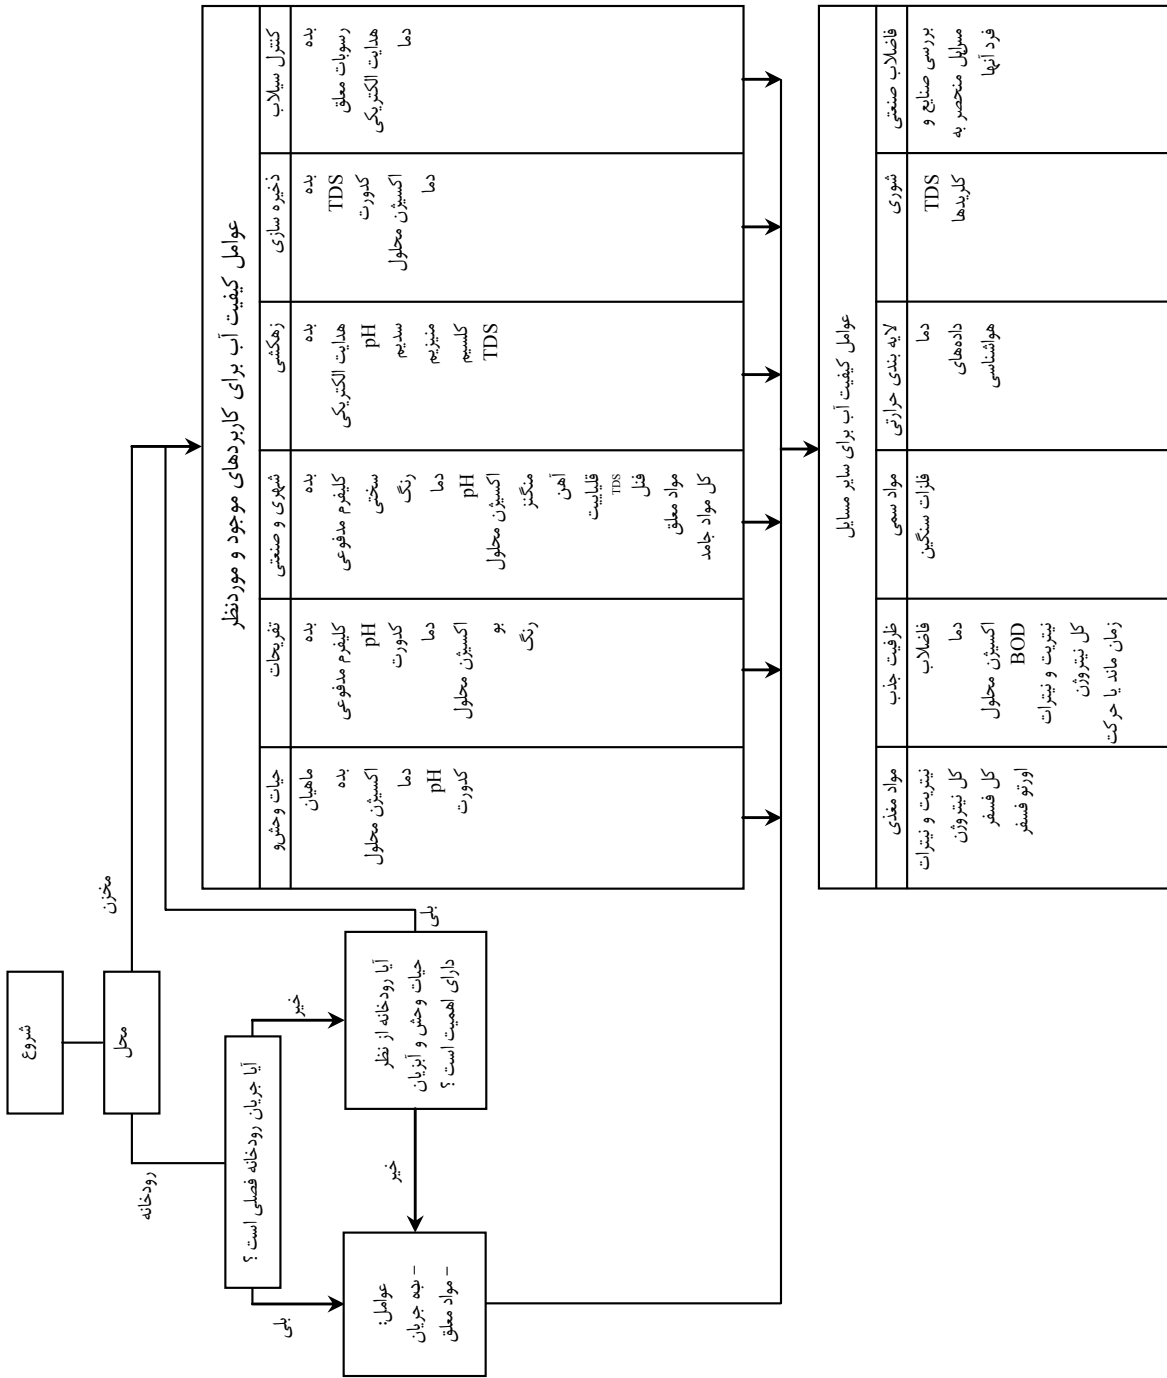 شروع
محل
مخزن
رودخانه
آیا جریان رودخانه فصلی است ؟
خیر
بلی
آیا رودخانه از نظر
حیات وحش و آبزیان
دارای اهمیت است ؟
بلی
خیر
عوامل:
– بده جریان
– مواد معلق
عوامل کیفیت آب برای کاربردهای موجود و موردنظر
حیات وحش‌و
ماهیان
بده
اکسیژن محلول
دما
pH
کدورت
تفریحات
بده
کلیفرم مدفوعی
pH
کدورت
دما
اکسیژن محلول
بو
رنگ
شهری و صنعتی
بده
کلیفرم مدفوعی
سختی
رنگ
دما
pH
اکسیژن محلول
منگنز
آهن
قلیاییت
TDS
فنل
مواد معلق
کل مواد جامد
زهکشی
بده
هدایت الکتریکی
pH
سدیم
منیزیم
کلسیم
TDS
ذخیره سازی
بده
TDS
کدورت
اکسیژن محلول
دما
کنترل سیلاب
بده
رسوبات معلق
هدایت الکتریکی
دما
عوامل کیفیت آب برای سایر مسایل
مواد مغذی
نیتریت و نیترات
کل نیتروژن
کل فسفر
اورتو فسفر
ظرفیت جذب
فاضلاب
دما
اکسیژن محلول
BOD
نیتریت و نیترات
کل نیتروژن
زمان ماند یا حرکت
مواد سمی
فلزات سنگین
لایه بندی حرارتی
دما
داده‌های
هواشناسی
شوری
TDS
کلریدها
فاضلاب صنعتی
بررسی صنایع و
مسایل منحصر به
فرد آنها